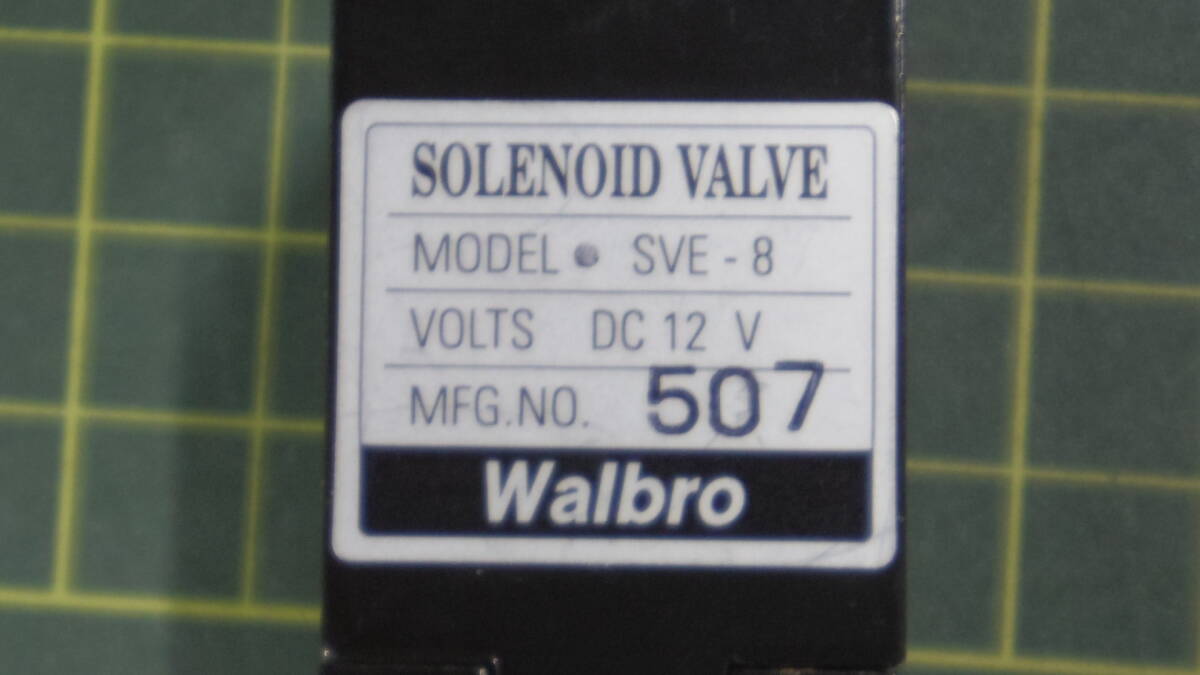 SOLENOID VALVE
MODEL • SVE - 8
VOLTS DC 12 V
MFG.NO. 507
Walbro